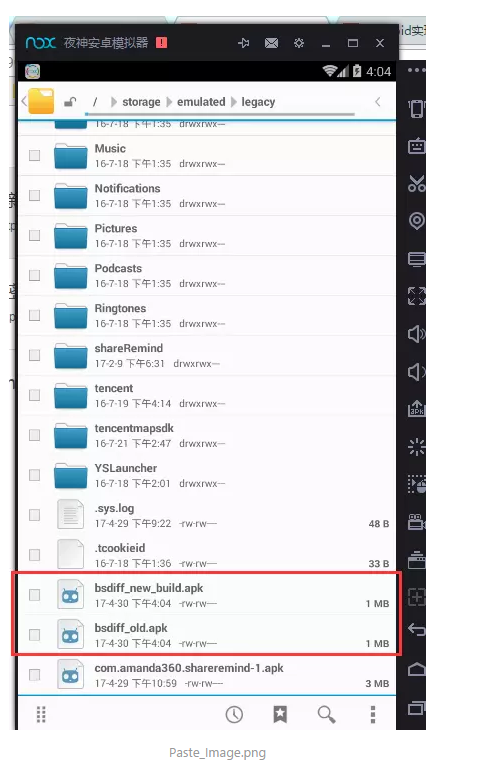 nox 夜神安卓模拟器
4:04
/ storage emulated legacy
16-7-18 下午1:35 drwxrwx---
Music
16-7-18 下午1:35 drwxrwx---
Notifications
16-7-18 下午1:35 drwxrwx---
Pictures
16-7-18 下午1:35 drwxrwx---
Podcasts
16-7-18 下午1:35 drwxrwx---
Ringtones
16-7-18 下午1:35 drwxrwx---
shareRemind
17-2-9 下午6:31 drwxrwx---
tencent
16-7-19 下午4:14 drwxrwx---
tencentmapsdk
16-7-21 下午2:47 drwxrwx---
YSLauncher
16-7-18 下午2:01 drwxrwx---
.sys.log
17-4-29 下午9:22 -rw-rw---- 48 B
.tcookieid
16-7-18 下午1:36 -rw-rw---- 33 B
bsdiff_new_build.apk
17-4-30 下午4:04 -rw-rw---- 1 MB
bsdiff_old.apk
17-4-30 下午4:04 -rw-rw---- 1 MB
com.amanda360.shareremind-1.apk
17-4-29 下午10:59 -rw-rw---- 3 MB
Paste_Image.png